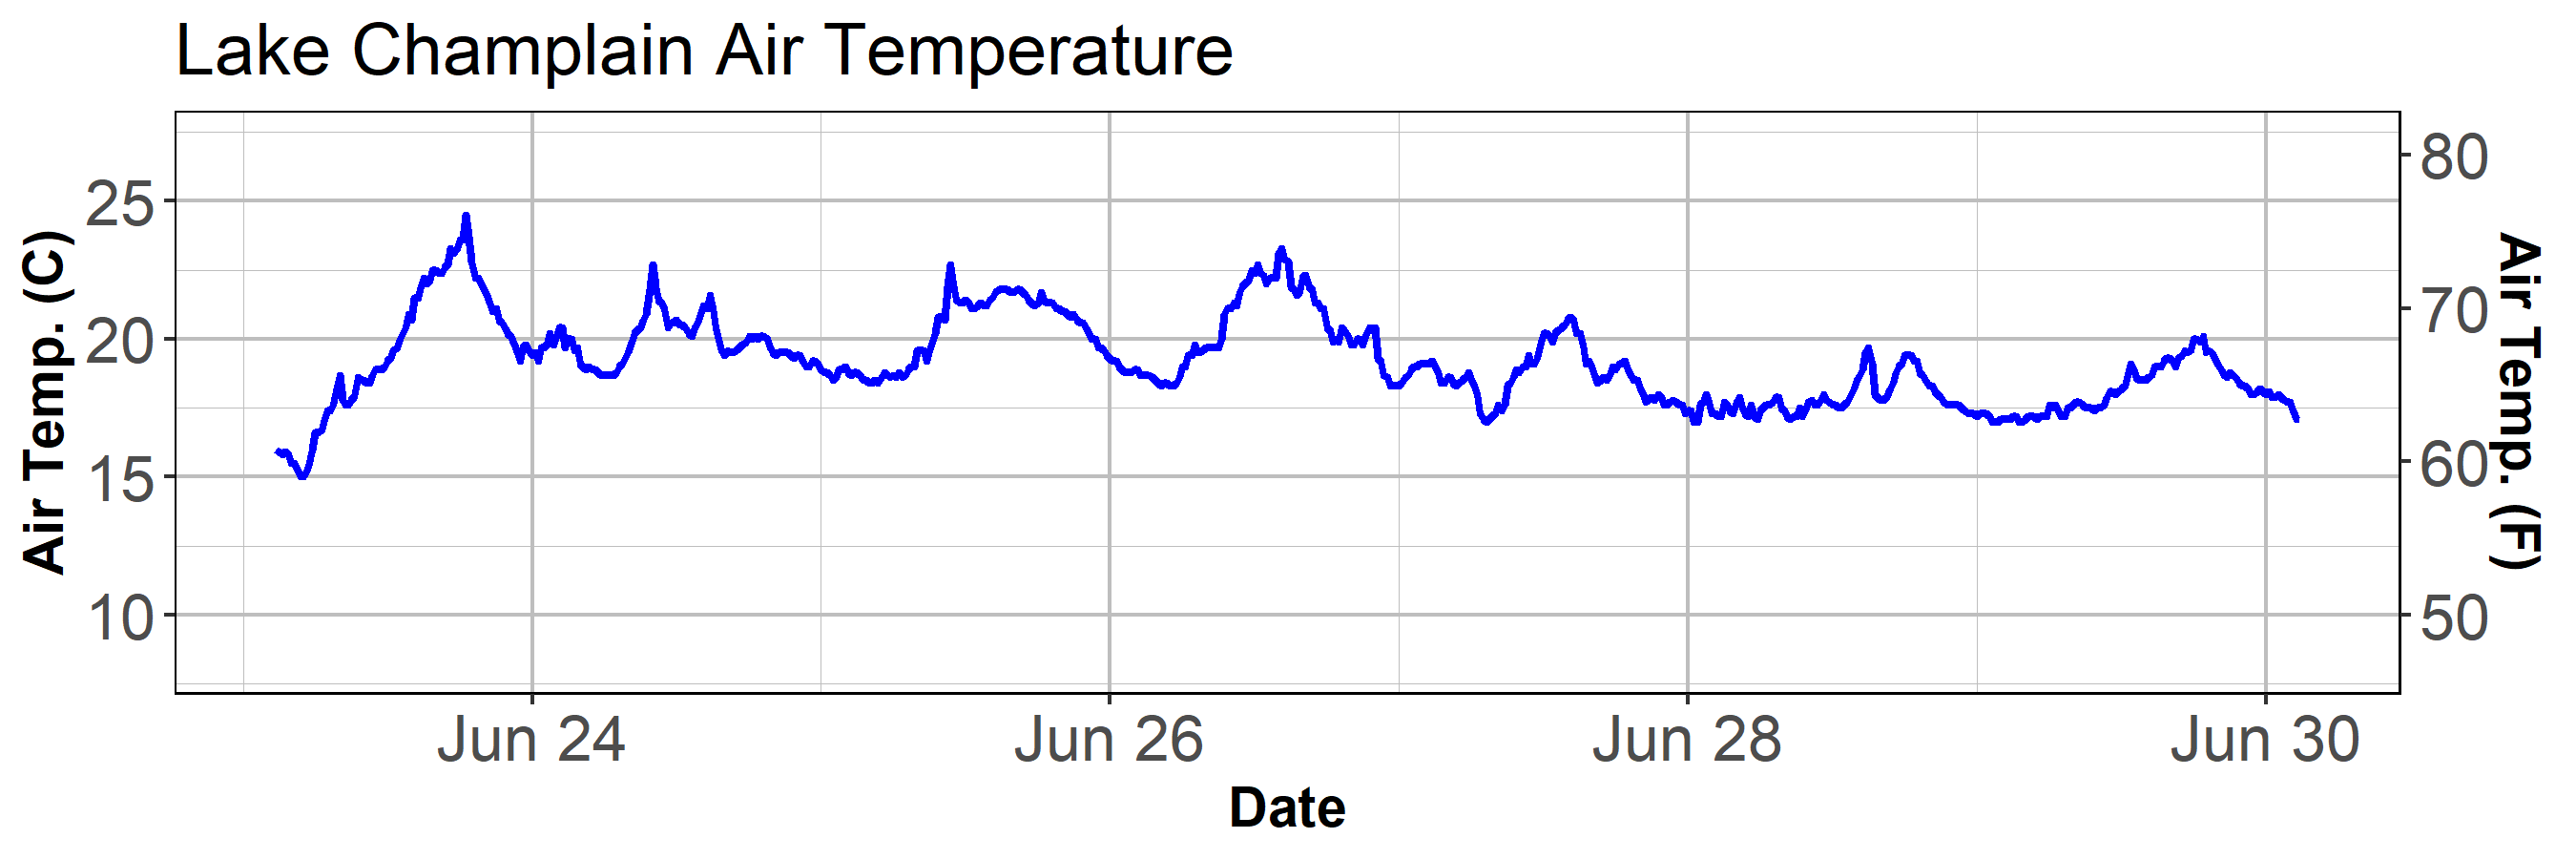 Lake Champlain Air Temperature
Air Temp. (C)
25
20
15
10
80
70
60
50
Air Temp. (F)
Jun 24
Jun 26
Jun 28
Jun 30
Date